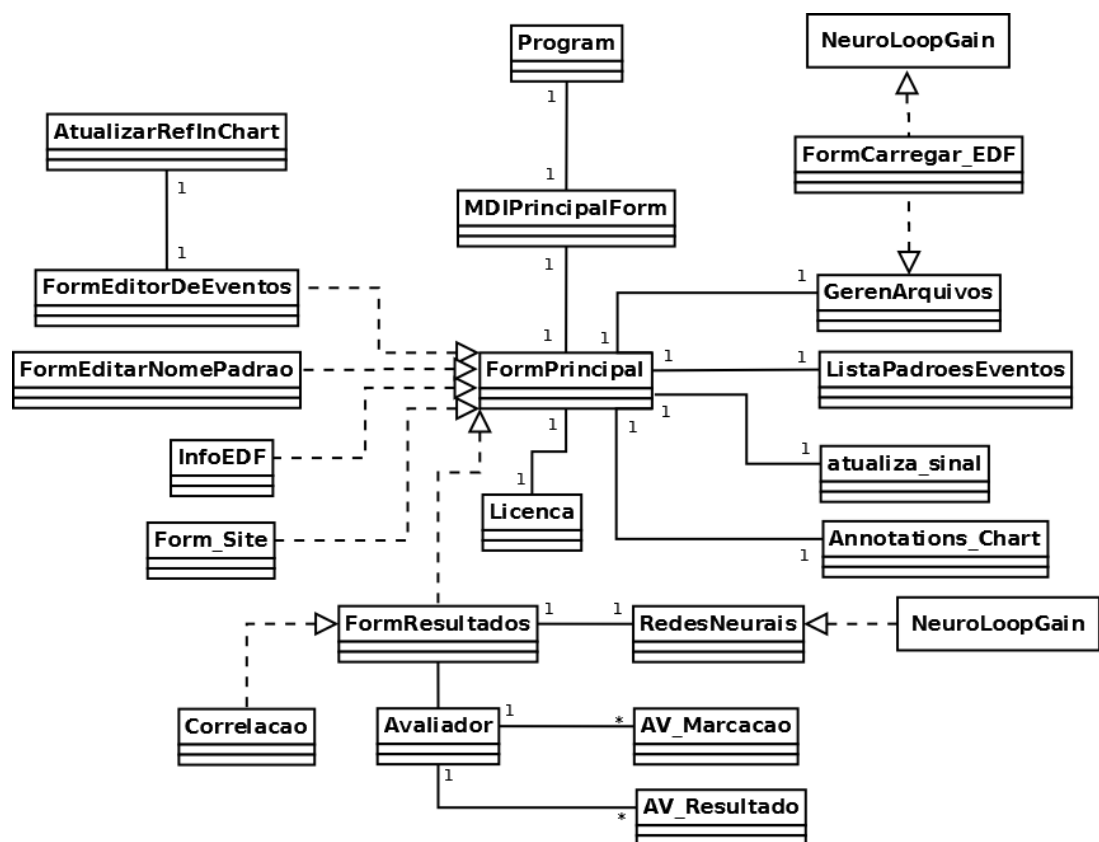 Program
NeuroLoopGain
1
AtualizarRefInChart
FormCarregar_EDF
1
1
MDIPrincipalForm
1
1
1
FormEditorDeEventos
GerenArquivos
1
1
FormEditarNomePadrao
FormPrincipal
1
1
ListaPadroesEventos
1
1
1
InfoEDF
1
atualiza_sinal
1
Licenca
Form_Site
Annotations_Chart
1
FormResultados
1
1
RedesNeurais
NeuroLoopGain
Correlacao
Avaliador
1
*
AV_Marcacao
1
AV_Resultado
*